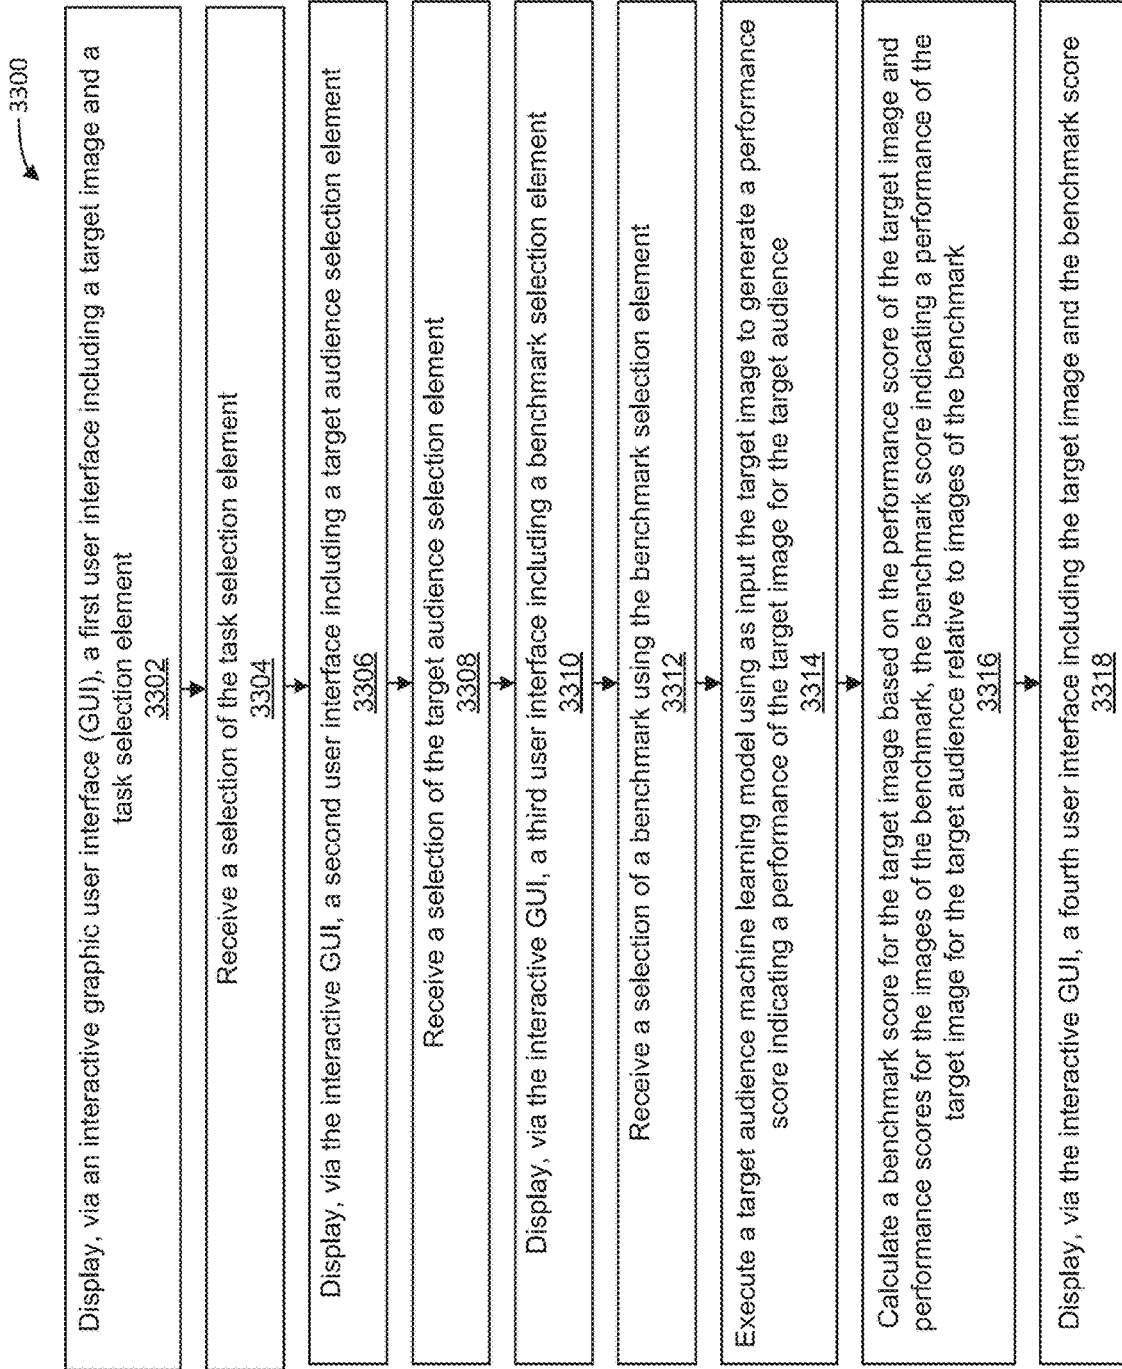 3300
Display, via an interactive graphic user interface (GUI), a first user interface including a target image and a
task selection element
3302
Receive a selection of the task selection element
3304
Display, via the interactive GUI, a second user interface including a target audience selection element
3306
Receive a selection of the target audience selection element
3308
Display, via the interactive GUI, a third user interface including a benchmark selection element
3310
Receive a selection of a benchmark using the benchmark selection element
3312
Execute a target audience machine learning model using as input the target image to generate a performance
score indicating a performance of the target image for the target audience
3314
Calculate a benchmark score for the target image based on the performance score of the target image and
performance scores for the images of the benchmark, the benchmark score indicating a performance of the
target image for the target audience relative to images of the benchmark
3316
Display, via the interactive GUI, a fourth user interface including the target image and the benchmark score
3318